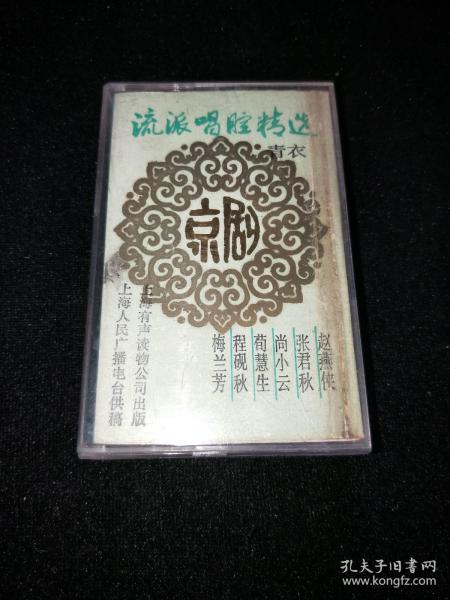 流派唱腔精选
青衣
京剧
赵燕侠
张君秋
尚小云
荀慧生
程砚秋
梅兰芳
上海有声读物公司出版
上海人民广播电台供稿
孔夫子旧书网
www.kongfz.com